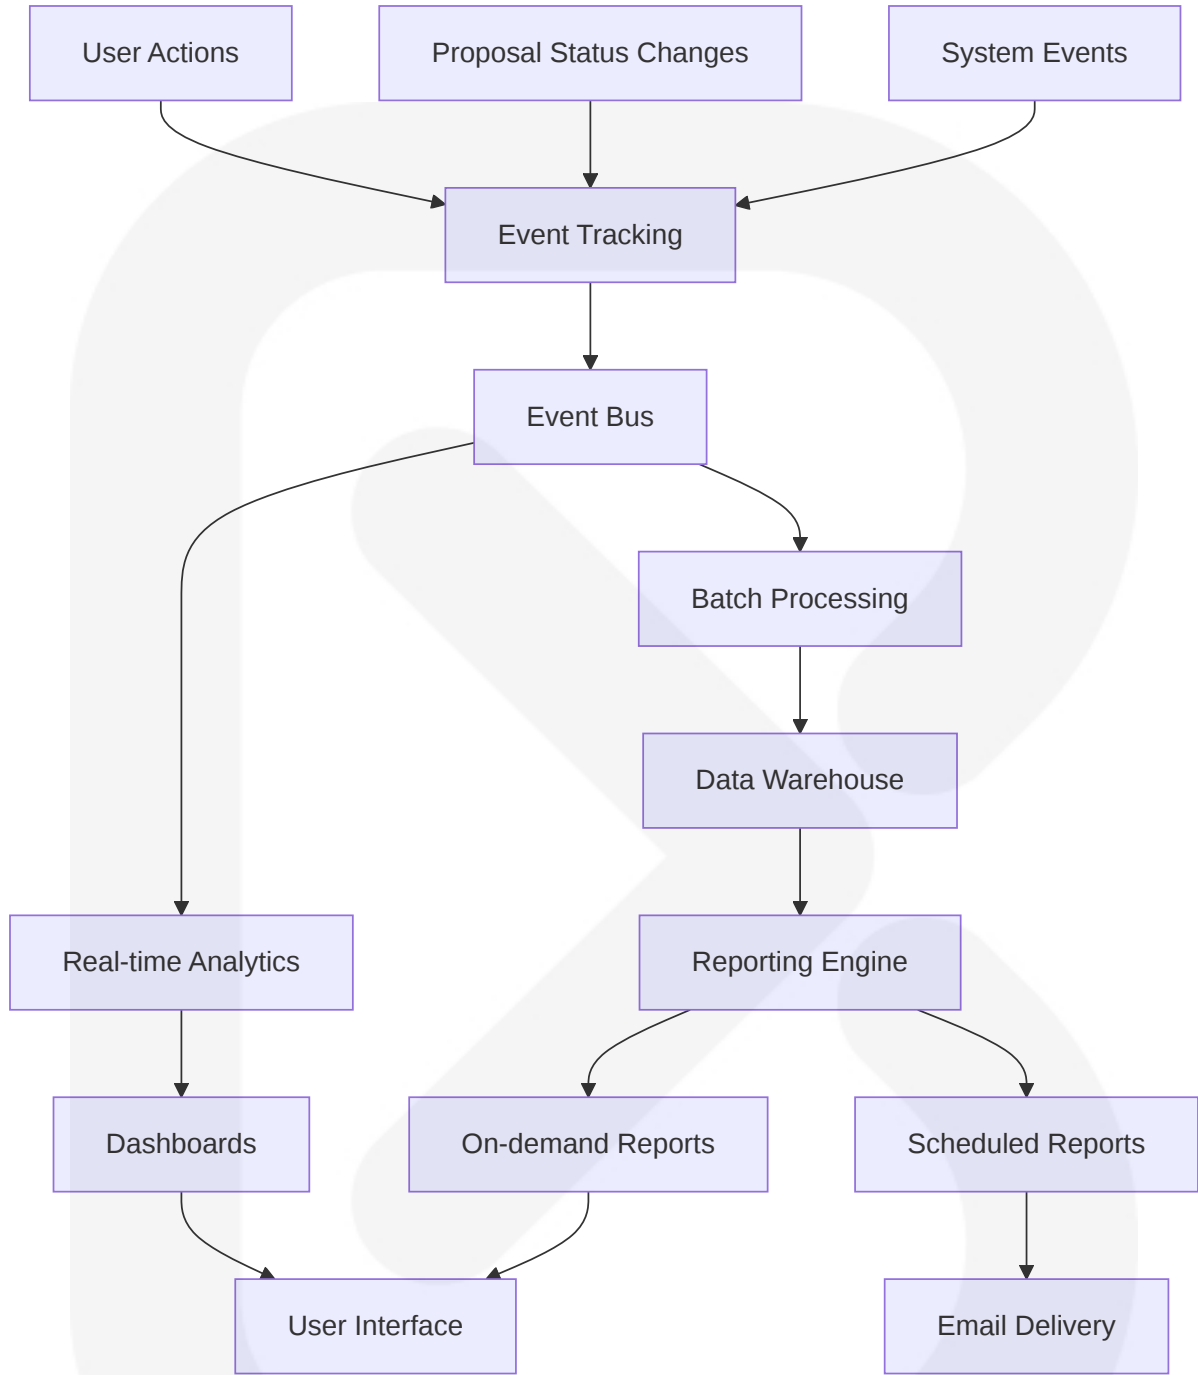 User Actions
Proposal Status Changes
System Events
Event Tracking
Event Bus
Batch Processing
Data Warehouse
Real-time Analytics
Reporting Engine
Dashboards
On-demand Reports
Scheduled Reports
User Interface
Email Delivery